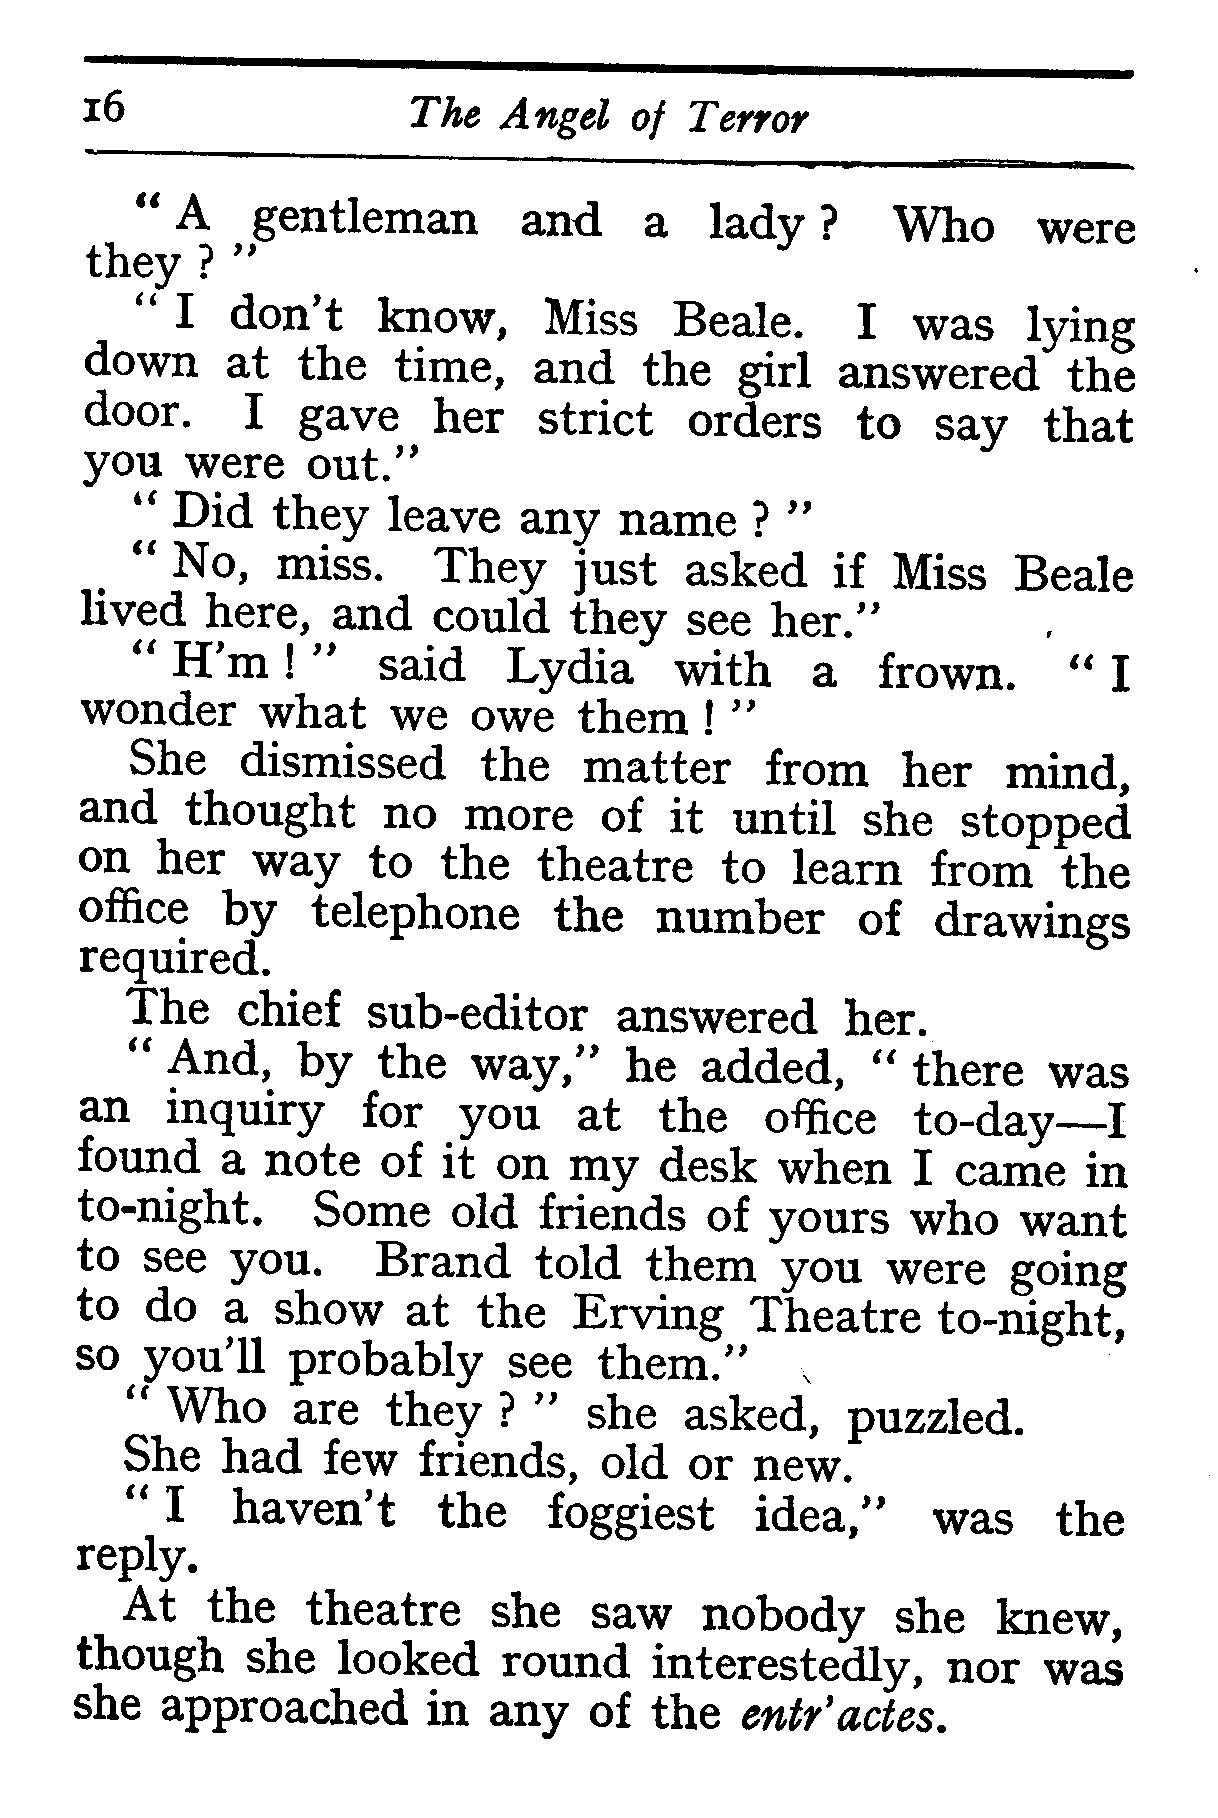 16 The Angel of Terror
“ A gentleman and a lady ? Who were
they ? ”
“ I don't know, Miss Beale. I was lying
down at the time, and the girl answered the
door. I gave her strict orders to say that
you were out.”
“ Did they leave any name ? ”
“ No, miss. They just asked if Miss Beale
lived here, and could they see her.”
“ H'm ! ” said Lydia with a frown. “ I
wonder what we owe them ! ”
She dismissed the matter from her mind,
and thought no more of it until she stopped
on her way to the theatre to learn from the
office by telephone the number of drawings
required.
The chief sub-editor answered her.
“ And, by the way,” he added, “ there was
an inquiry for you at the office to-day—I
found a note of it on my desk when I came in
to-night. Some old friends of yours who want
to see you. Brand told them you were going
to do a show at the Erving Theatre to-night,
so you'll probably see them.”
“ Who are they ? ” she asked, puzzled.
She had few friends, old or new.
“ I haven't the foggiest idea,” was the
reply.
At the theatre she saw nobody she knew,
though she looked round interestedly, nor was
she approached in any of the entr'actes.